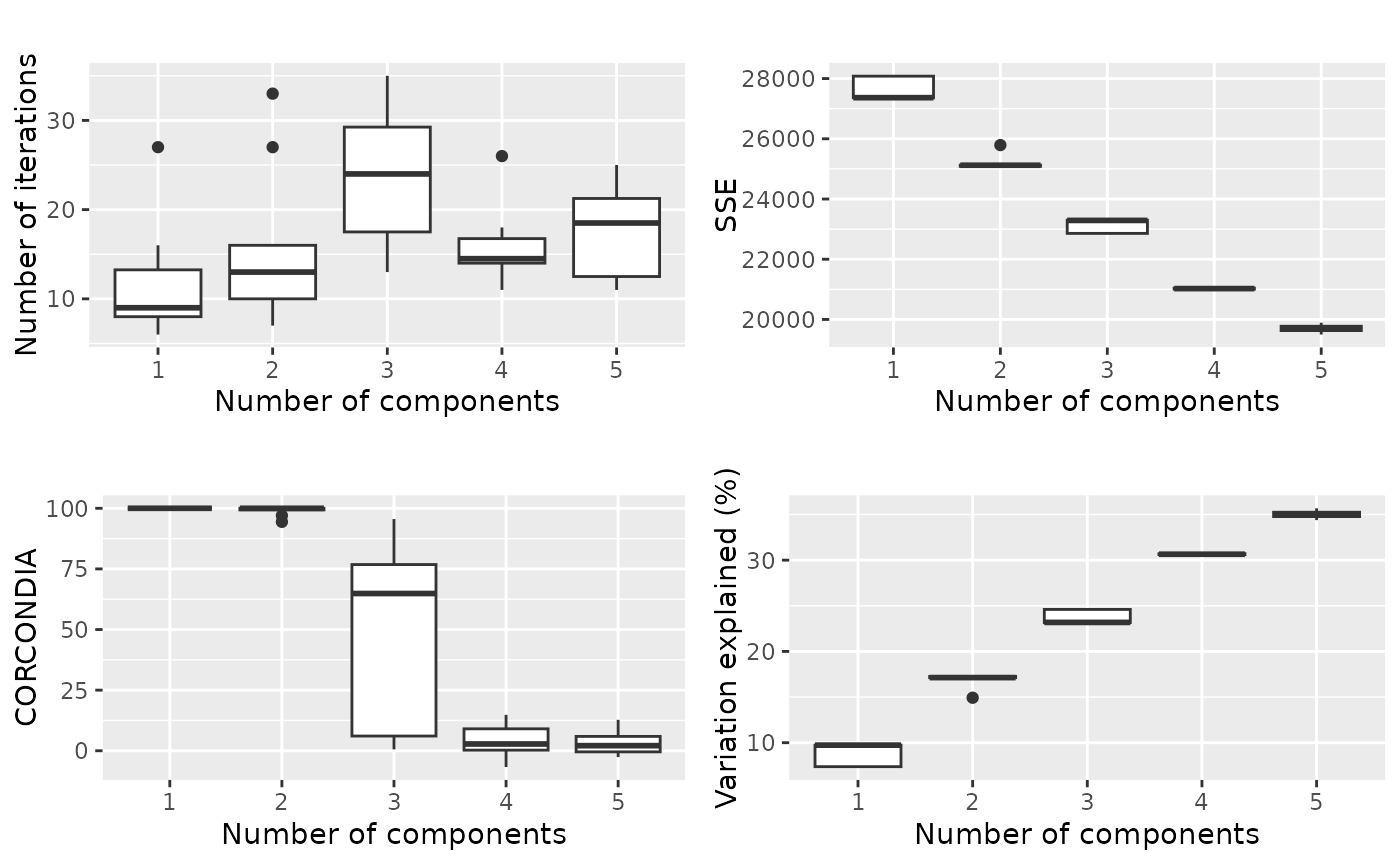 Number of iterations
30
20
10
1 2 3 4 5
Number of components
SSE
28000
26000
24000
22000
20000
1 2 3 4 5
Number of components
CORCONDIA
100
75
50
25
0
1 2 3 4 5
Number of components
Variation explained (%)
30
20
10
1 2 3 4 5
Number of components